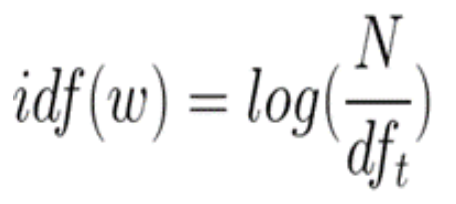 idf(w) = log(N/df_t)